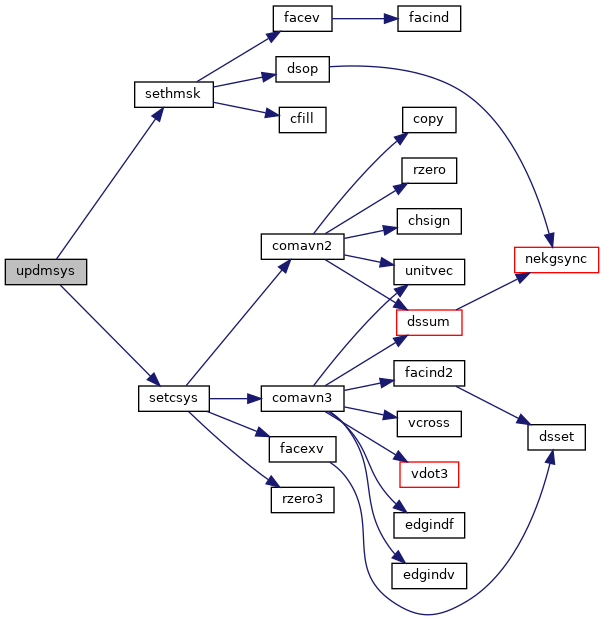 facev
facind
dsop
sethmsk
cfill
copy
rzero
chsign
comavn2
nekgsync
updmsys
unitvec
dssum
facind2
setcsys
comavn3
vcross
dsset
facexv
vdot3
rzero3
edgindf
edgindv